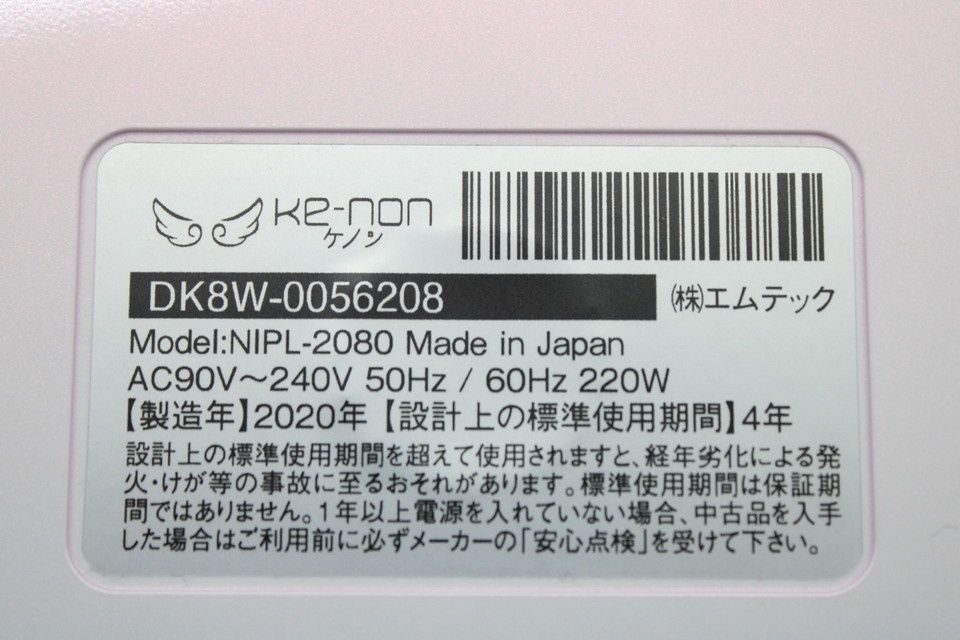 ke-non
ケノン
DK8W-0056208
㈱エムテック
Model:NIPL-2080 Made in Japan
AC90V～240V 50Hz / 60Hz 220W
【製造年】2020年【設計上の標準使用期間】4年
設計上の標準使用期間を超えて使用されますと、経年劣化による発
火・けが等の事故に至るおそれがあります。標準使用期間は保証期
間ではありません。1年以上電源を入れていない場合、中古品を入手
した場合はご利用前に必ずメーカーの「安心点検」を受けて下さい。